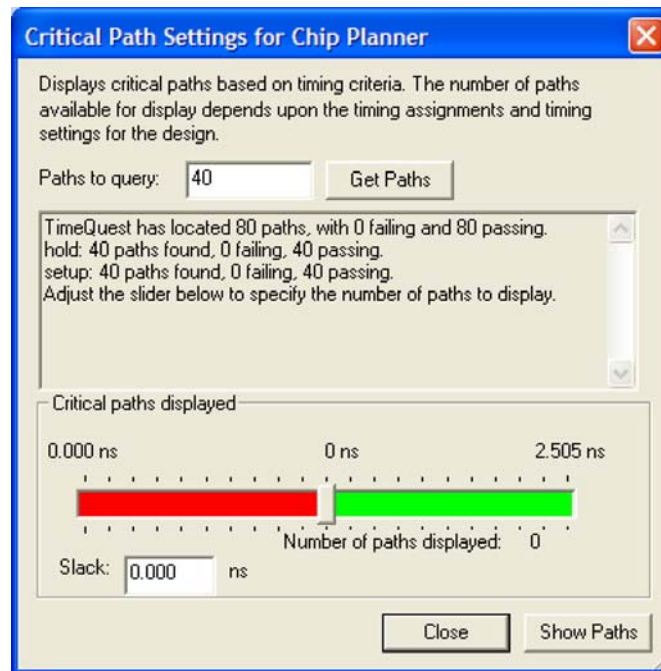 Critical Path Settings for Chip Planner
Displays critical paths based on timing criteria. The number of paths
available for display depends upon the timing assignments and timing
settings for the design.
Paths to query: 40 Get Paths
TimeQuest has located 80 paths, with 0 failing and 80 passing.
hold: 40 paths found, 0 failing, 40 passing.
setup: 40 paths found, 0 failing, 40 passing.
Adjust the slider below to specify the number of paths to display.
Critical paths displayed
0.000 ns 0 ns 2.505 ns
Number of paths displayed: 0
Slack: 0.000 ns
Close Show Paths